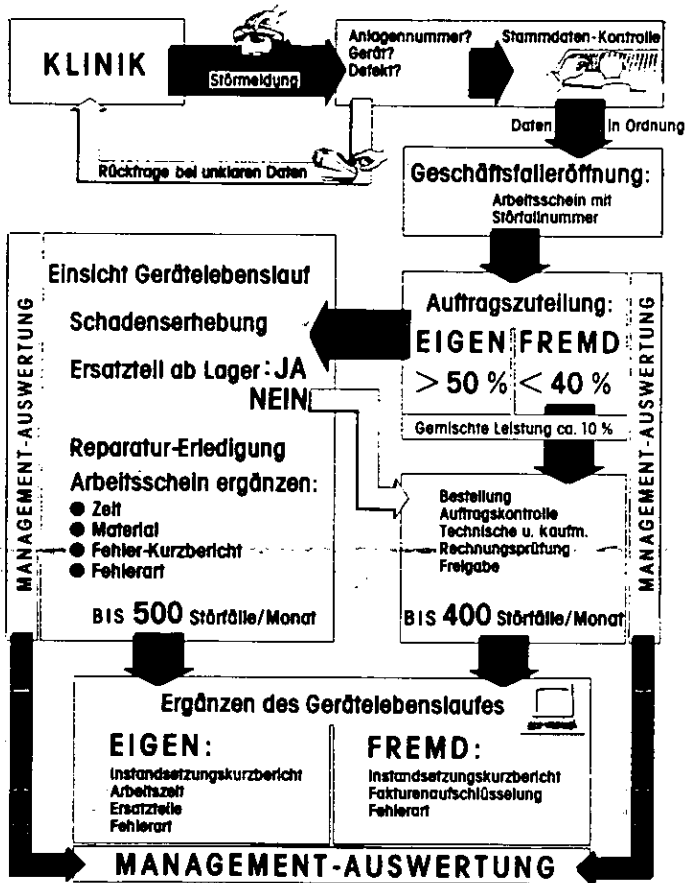 KLINIK
Störmeldung
Anlagennummer?
Gerät?
Defekt?
Stammdaten-Kontrolle
Daten in Ordnung
Rückfrage bei unklaren Daten
Geschäftsfalleröffnung:
Arbeitsschein mit
Störfallnummer
MANAGEMENT-AUSWERTUNG
Einsicht Gerätelebenslauf
Schadenserhebung
Ersatzteil ab Lager: JA
NEIN
Reparatur-Erledigung
Arbeitsschein ergänzen:
● Zeit
● Material
● Fehler-Kurzbericht
● Fehlerart
BIS 500 Störfälle/Monat
Auftragszuteilung:
EIGEN FREMD
> 50 % < 40 %
Gemischte Leistung ca. 10 %
Bestellung
Auftragskontrolle
Technische u. kaufm.
Rechnungsprüfung
Freigabe
BIS 400 Störfälle/Monat
MANAGEMENT-AUSWERTUNG
Ergänzen des Gerätelebenslaufes
EIGEN:
Instandsetzungskurzbericht
Arbeitszeit
Ersatzteile
Fehlerart
FREMD:
Instandsetzungskurzbericht
Fakturenaufschlüsselung
Fehlerart
MANAGEMENT-AUSWERTUNG